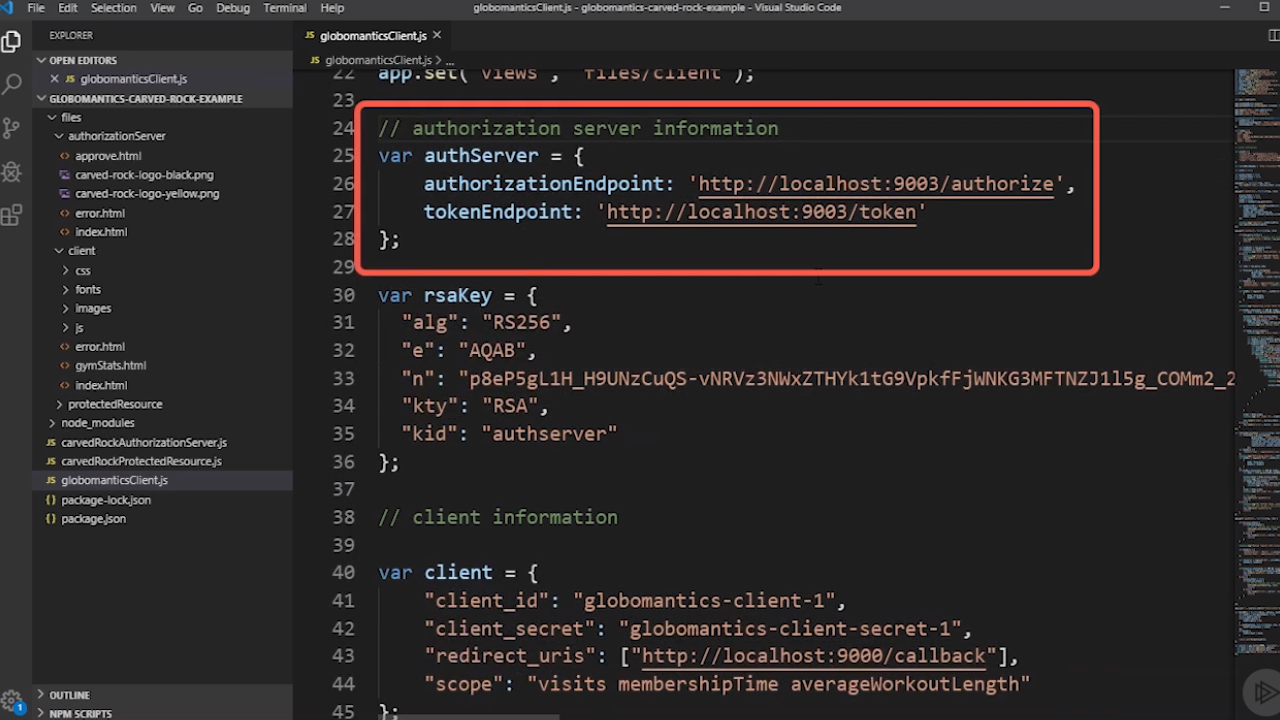 File Edit Selection View Go Debug Terminal Help globomanticsClient.js - globomantics-carved-rock-example - Visual Studio Code
EXPLORER
OPEN EDITORS
JS globomanticsClient.js
GLOBOMANTICS-CARVED-ROCK-EXAMPLE
files
authorizationServer
approve.html
carved-rock-logo-black.png
carved-rock-logo-yellow.png
error.html
index.html
client
css
fonts
images
js
error.html
gymStats.html
index.html
protectedResource
node_modules
JS carvedRockAuthorizationServer.js
JS carvedRockProtectedResource.js
JS globomanticsClient.js
{} package-lock.json
{} package.json
OUTLINE
NPM SCRIPTS
1
JS globomanticsClient.js
JS globomanticsClient.js > ...
22 app.set('views', 'files/client');
23
24 // authorization server information
25 var authServer = {
26 authorizationEndpoint: 'http://localhost:9003/authorize',
27 tokenEndpoint: 'http://localhost:9003/token'
28 };
29
30 var rsaKey = {
31 "alg": "RS256",
32 "e": "AQAB",
33 "n": "p8eP5gL1H_H9UNzCuQS-vNRVz3NWxZTHYk1tG9VpkfFjWNKG3MFTNZJ1l5g_COMm2_2
34 "kty": "RSA",
35 "kid": "authserver"
36 };
37
38 // client information
39
40 var client = {
41 "client_id": "globomantics-client-1",
42 "client_secret": "globomantics-client-secret-1",
43 "redirect_uris": ["http://localhost:9000/callback"],
44 "scope": "visits membershipTime averageWorkoutLength"
45 };